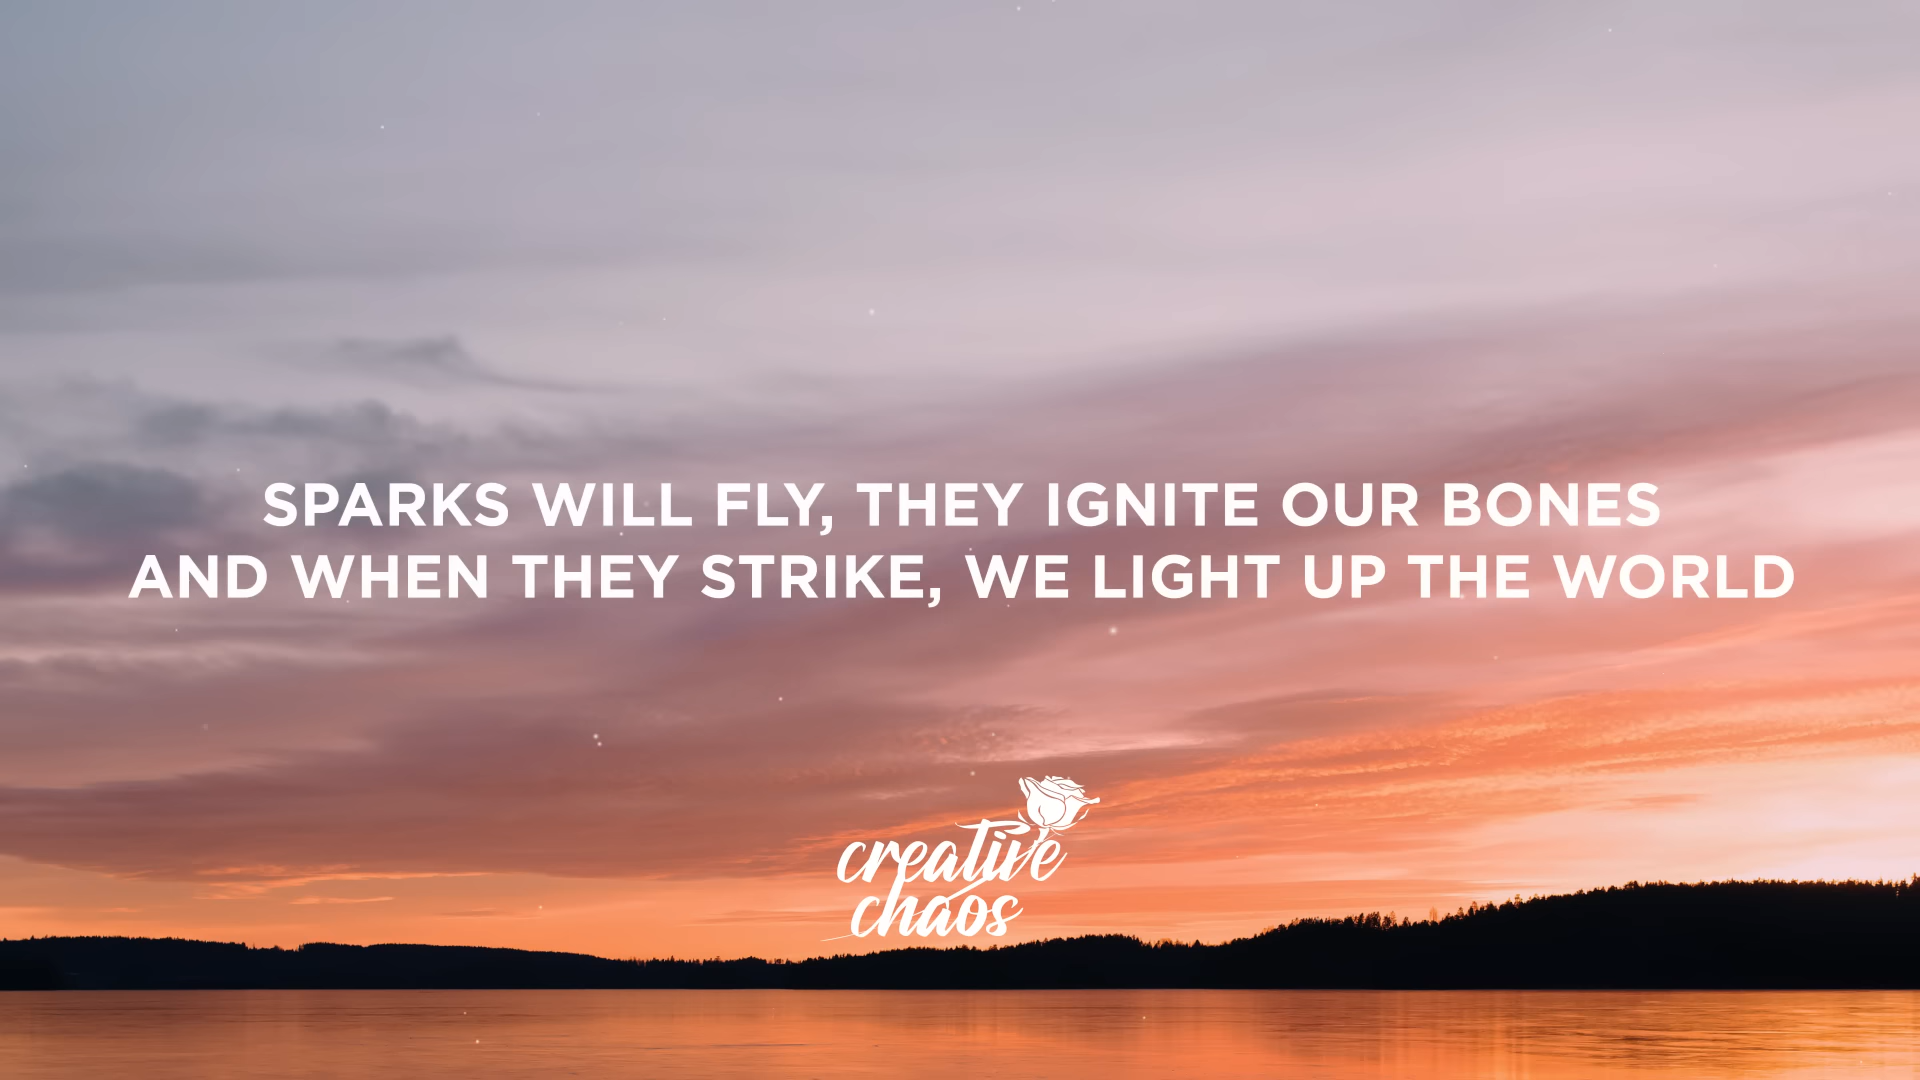 SPARKS WILL FLY, THEY IGNITE OUR BONES
AND WHEN THEY STRIKE, WE LIGHT UP THE WORLD
creative
chaos